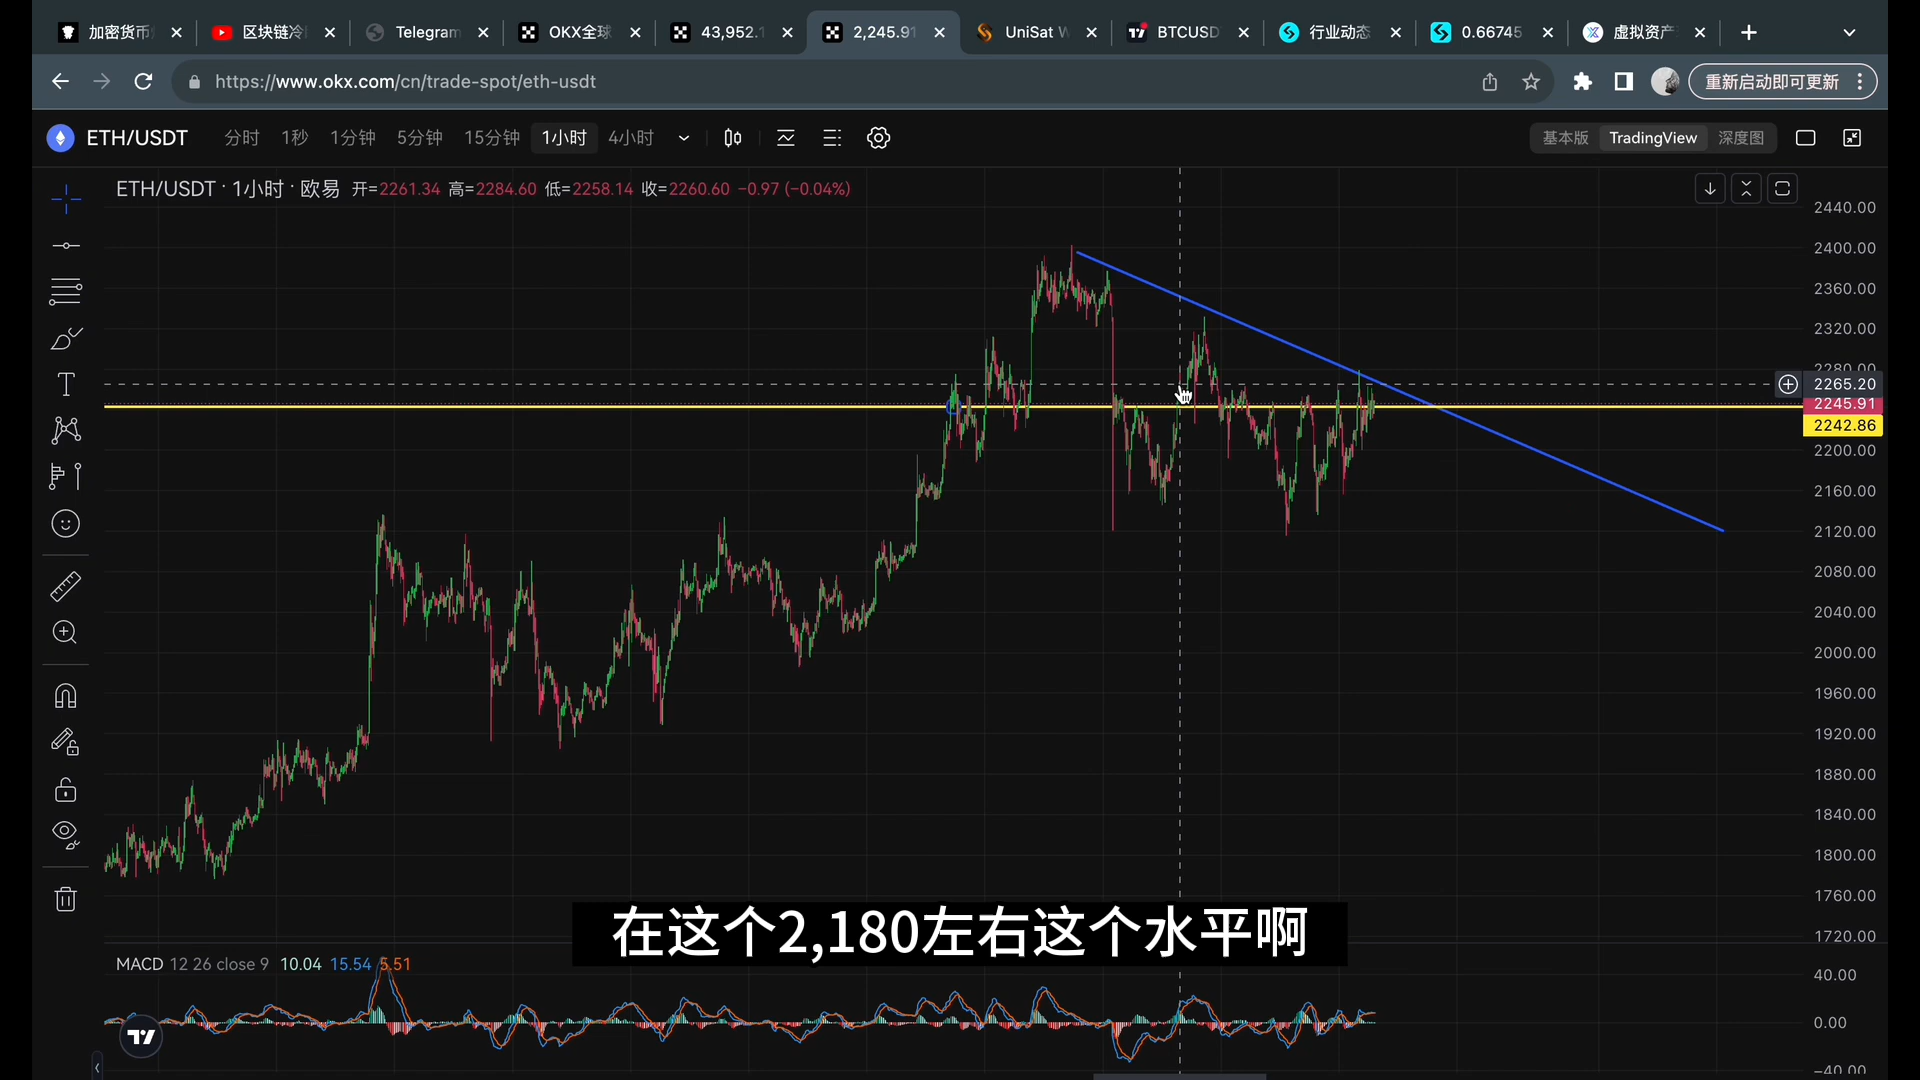 加密货币
区块链冷
Telegram
OKX全球
43,952.1
2,245.91
UniSat W
BTCUSD
行业动态
0.66745
虚拟资产
https://www.okx.com/cn/trade-spot/eth-usdt
重新启动即可更新
ETH/USDT 分时 1秒 1分钟 5分钟 15分钟 1小时 4小时
基本版 TradingView 深度图
ETH/USDT · 1小时 · 欧易 开=2261.34 高=2284.60 低=2258.14 收=2260.60 −0.97 (−0.04%)
2440.00
2400.00
2360.00
2320.00
2280.00
2265.20
2245.91
2242.86
2200.00
2160.00
2120.00
2080.00
2040.00
2000.00
1960.00
1920.00
1880.00
1840.00
1800.00
1760.00
1720.00
在这个2,180左右这个水平啊
MACD 12 26 close 9 10.04 15.54 5.51
40.00
0.00
−40.00